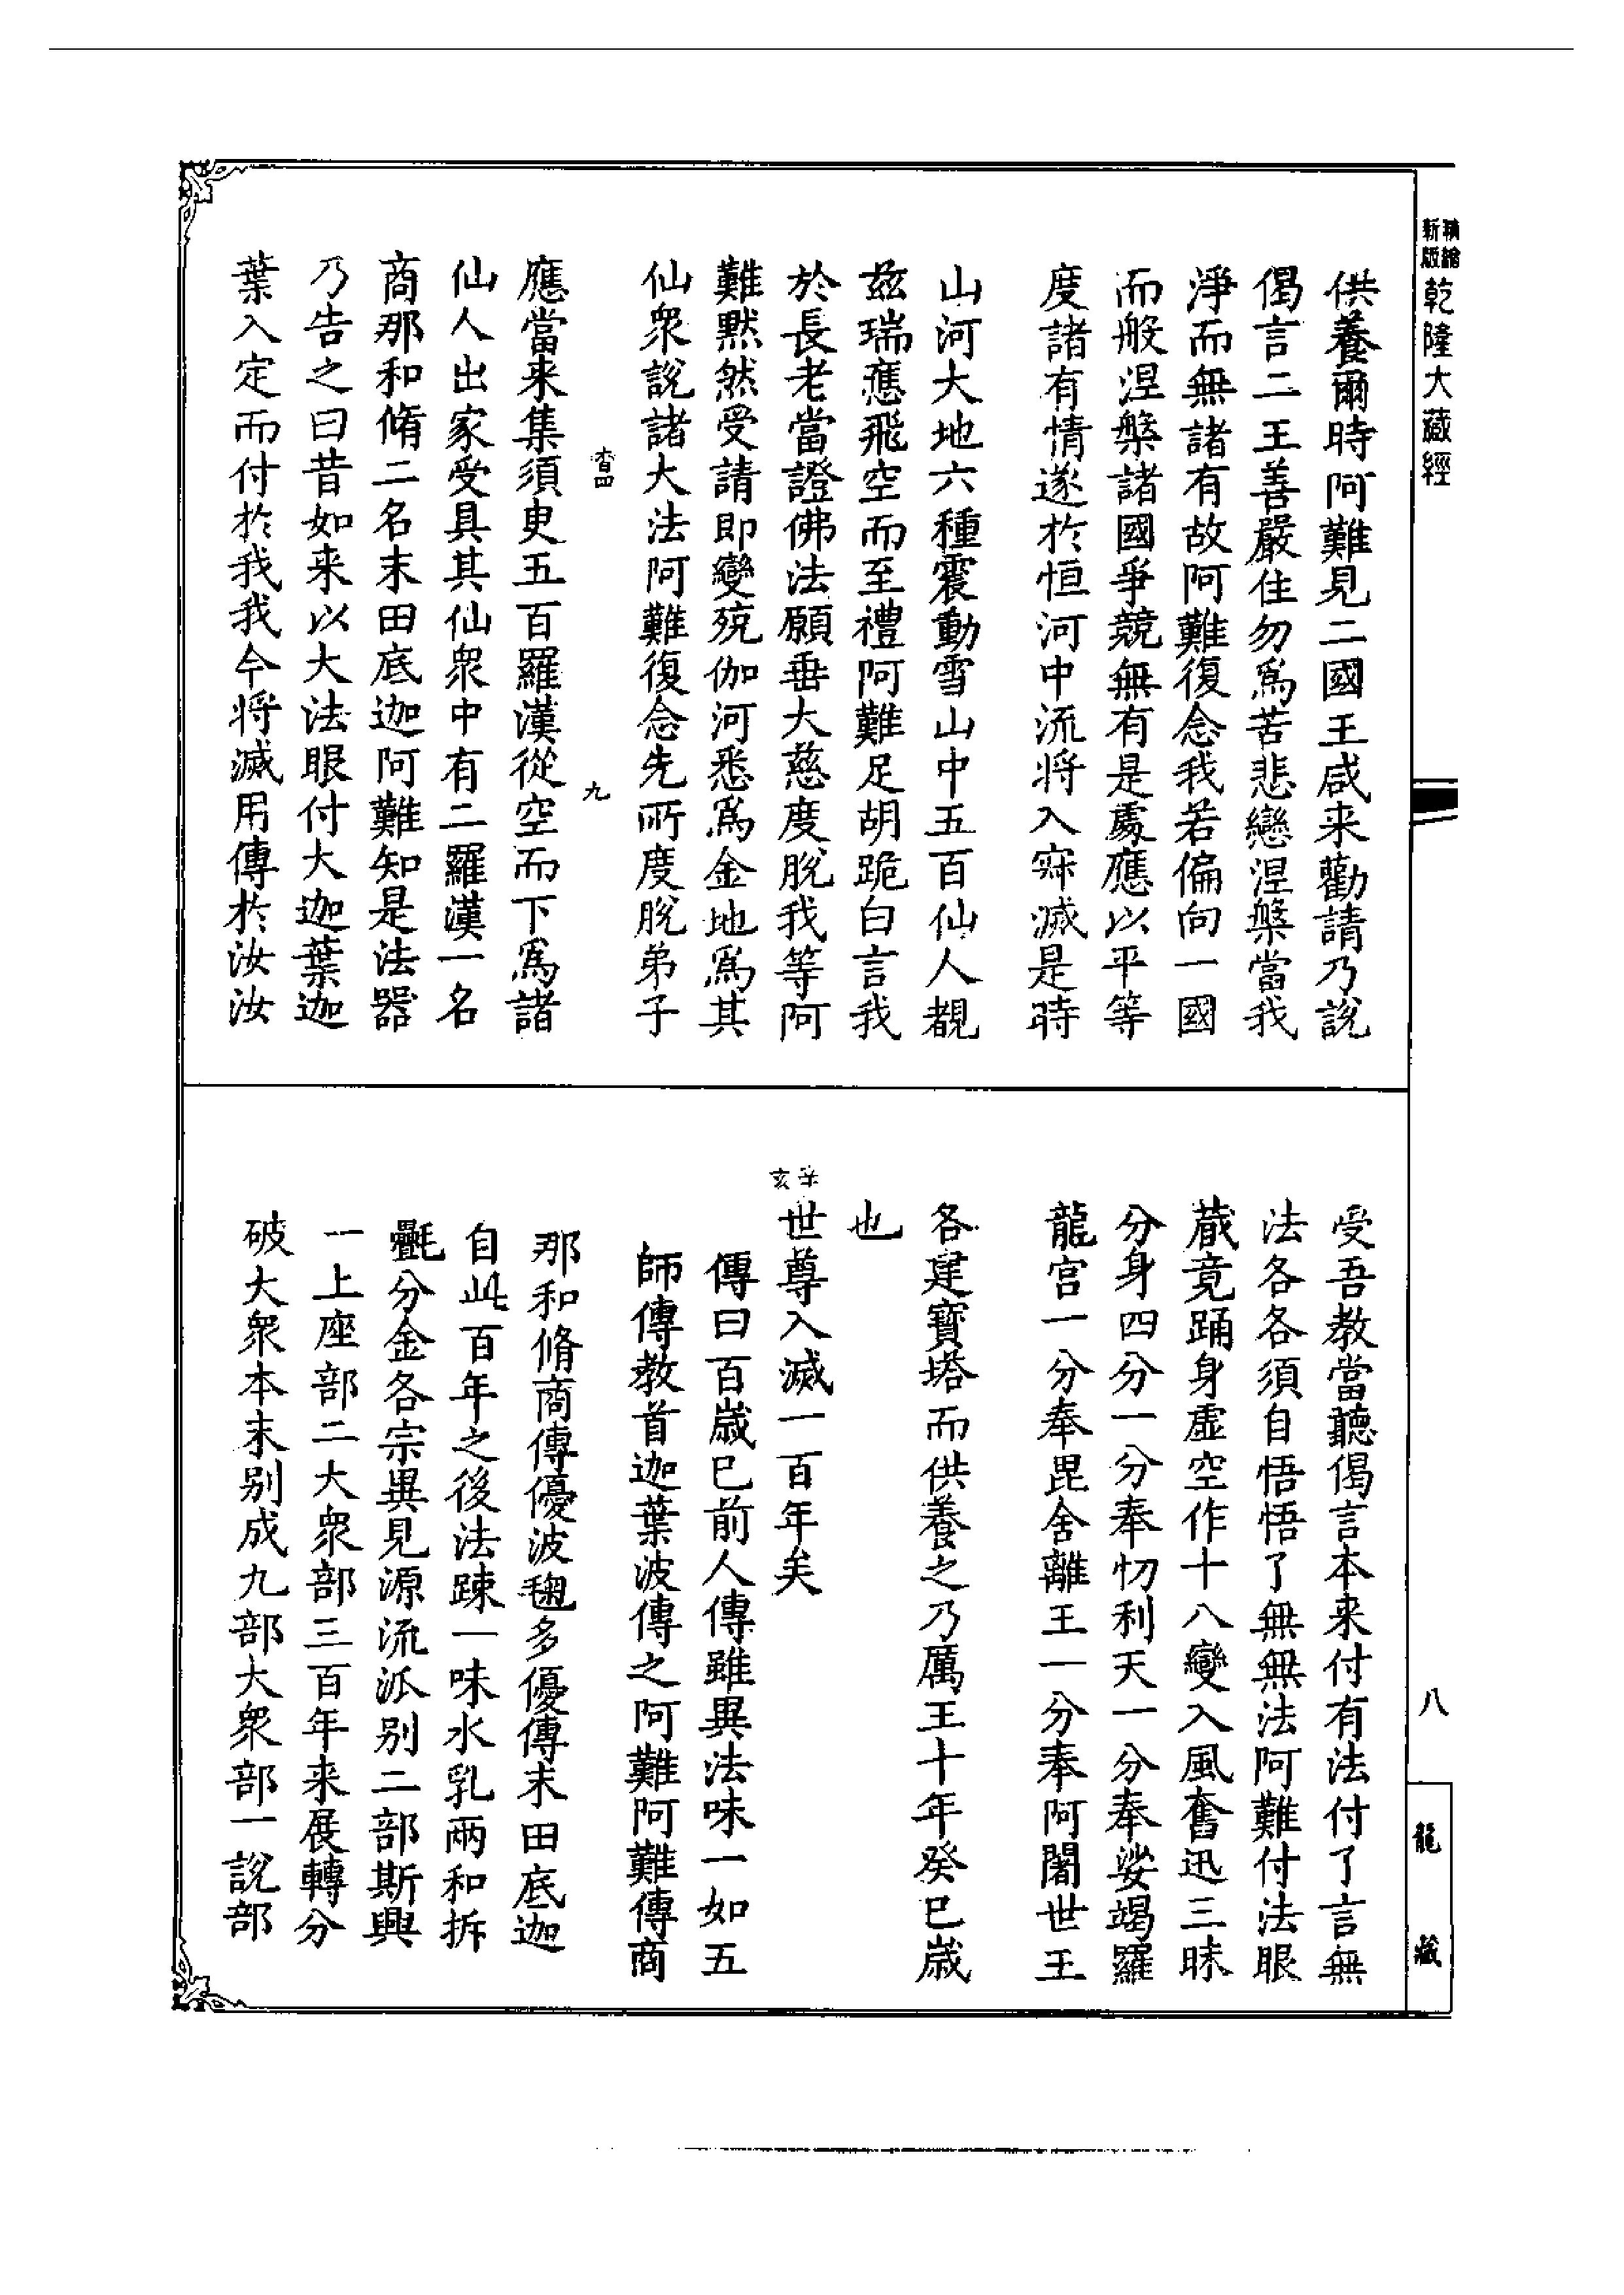 新版精繪乾隆大藏經
供養爾時阿難見二國王咸来勸請乃說
偈言二王善嚴住勿爲苦悲戀涅槃當我
淨而無諸有故阿難復念我若偏向一國
而般涅槃諸國爭競無有是處應以平等
度諸有情遂於恒河中流將入寂滅是時
山河大地六種震動雪山中五百仙人覩
兹瑞應飛空而至禮阿難足胡跪白言我
於長老當證佛法願垂大慈度脫我等阿
難黙然受請即變殑伽河悉爲金地爲其
仙衆說諸大法阿難復念先所度脫弟子
九
應當来集須臾五百羅漢從空而下爲諸
仙人出家受具其仙衆中有二羅漢一名
商那和脩二名末田底迦阿難知是法器
乃告之曰昔如来以大法眼付大迦葉迦
葉入定而付於我我今將滅用傳於汝汝
受吾教當聽偈言本来付有法付了言無
法各各須自悟悟了無無法阿難付法眼
蔵竟踊身虚空作十八變入風奮迅三昧
分身四分一分奉忉利天一分奉娑竭羅
龍宫一分奉毘舍離王一分奉阿闍世王
各建寶塔而供養之乃厲王十年癸巳歲
也
辛亥
世尊入滅一百年矣
傳曰百歲已前人傳雖異法味一如五
師傳教首迦葉波傳之阿難阿難傳商
那和脩商傳優波毱多優傳末田底迦
自此百年之後法踈一味水乳兩和拆
氎分金各宗異見源流派别二部斯興
一上座部二大衆部三百年来展轉分
破大衆本末别成九部大衆部一說部
八
龍藏